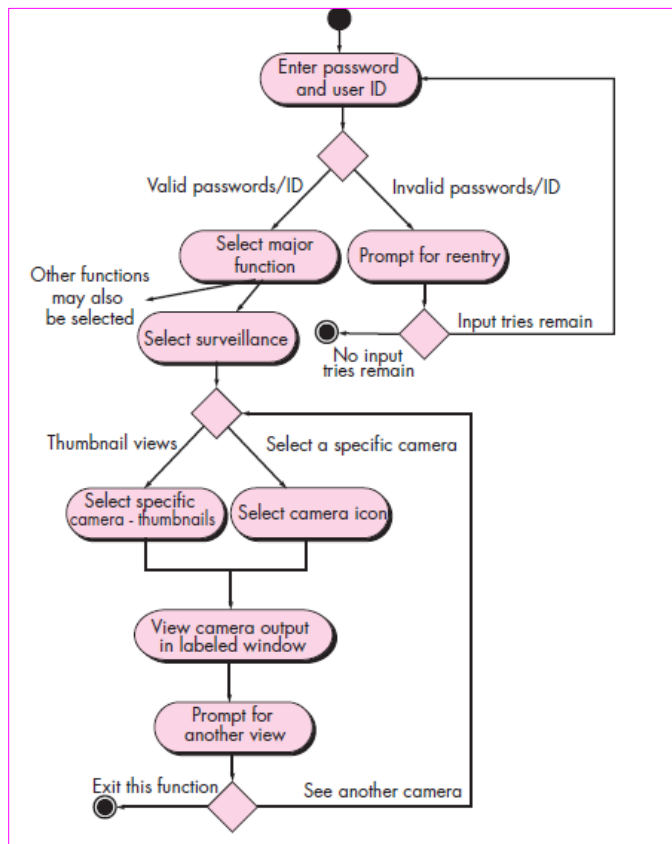 Enter password
and user ID
Valid passwords/ID
Invalid passwords/ID
Select major
function
Prompt for reentry
Other functions
may also
be selected
Input tries remain
No input
tries remain
Select surveillance
Thumbnail views
Select a specific camera
Select specific
camera - thumbnails
Select camera icon
View camera output
in labeled window
Prompt for
another view
Exit this function
See another camera